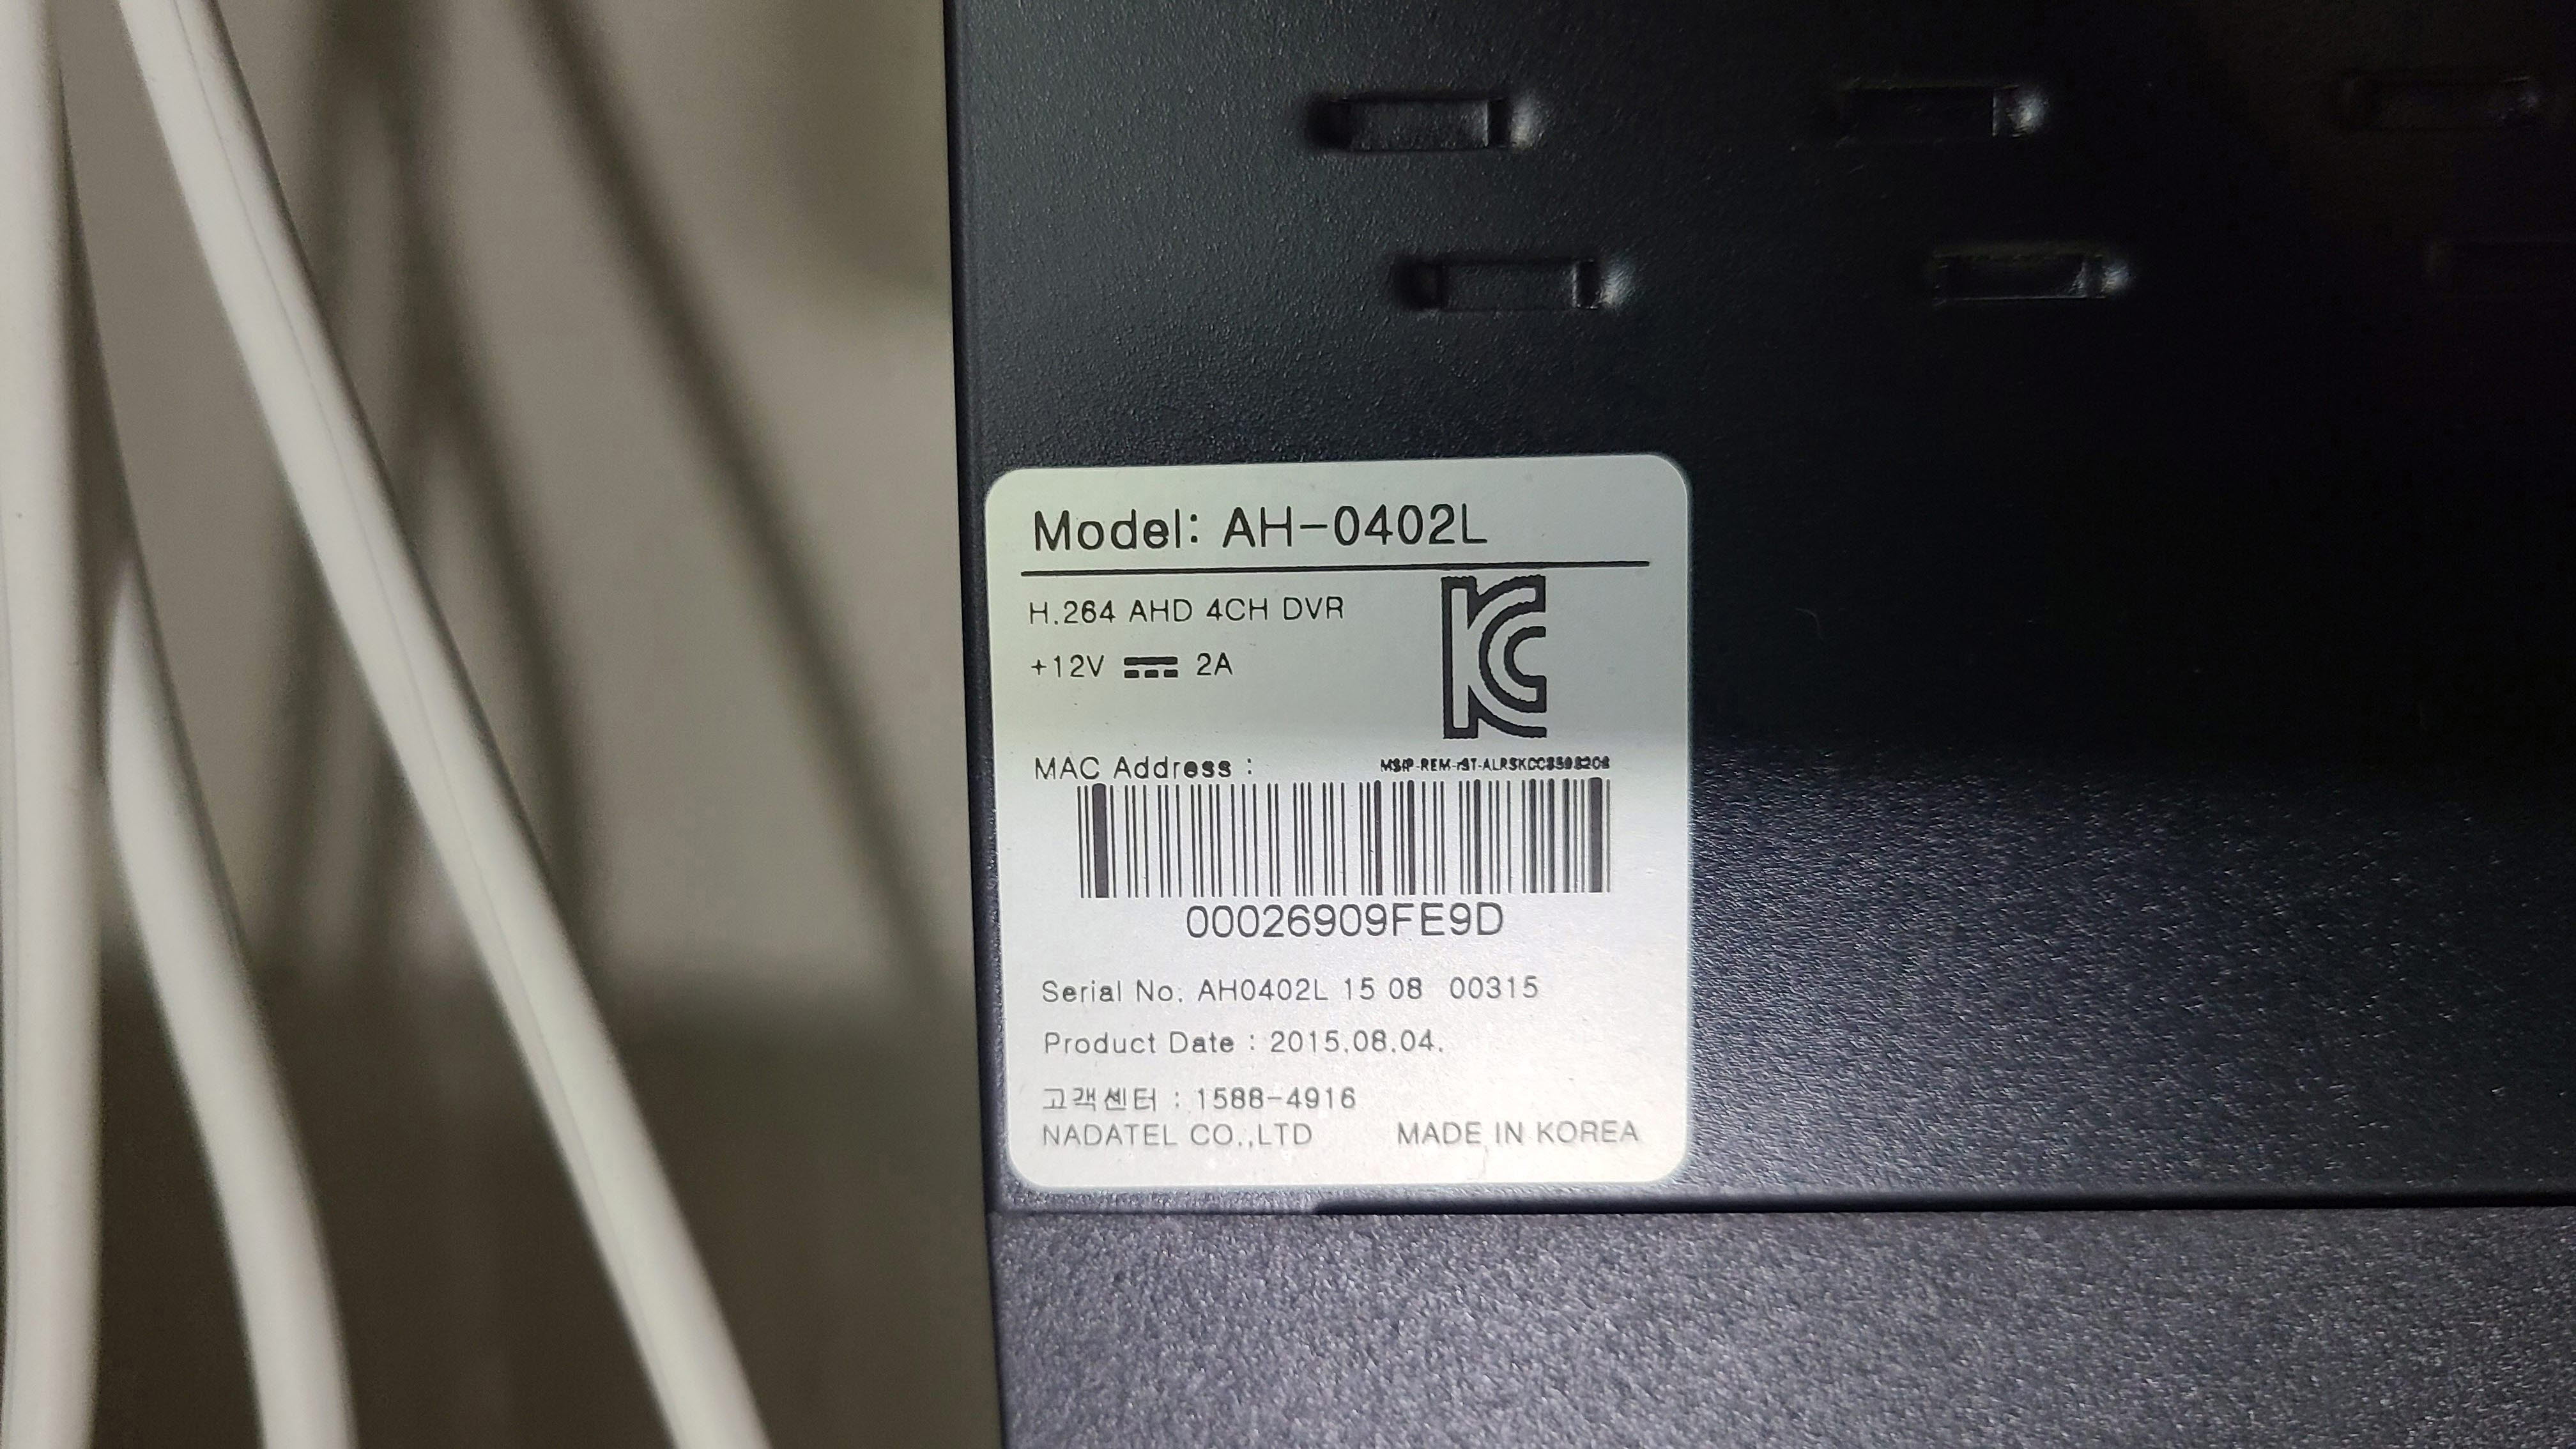 Model: AH-0402L
H.264 AHD 4CH DVR
+12V 2A
KC
MAC Address :
00026909FE9D
Serial No. AH0402L 15 08 00315
Product Date : 2015.08.04.
고객센터 : 1588-4916
NADATEL CO.,LTD MADE IN KOREA